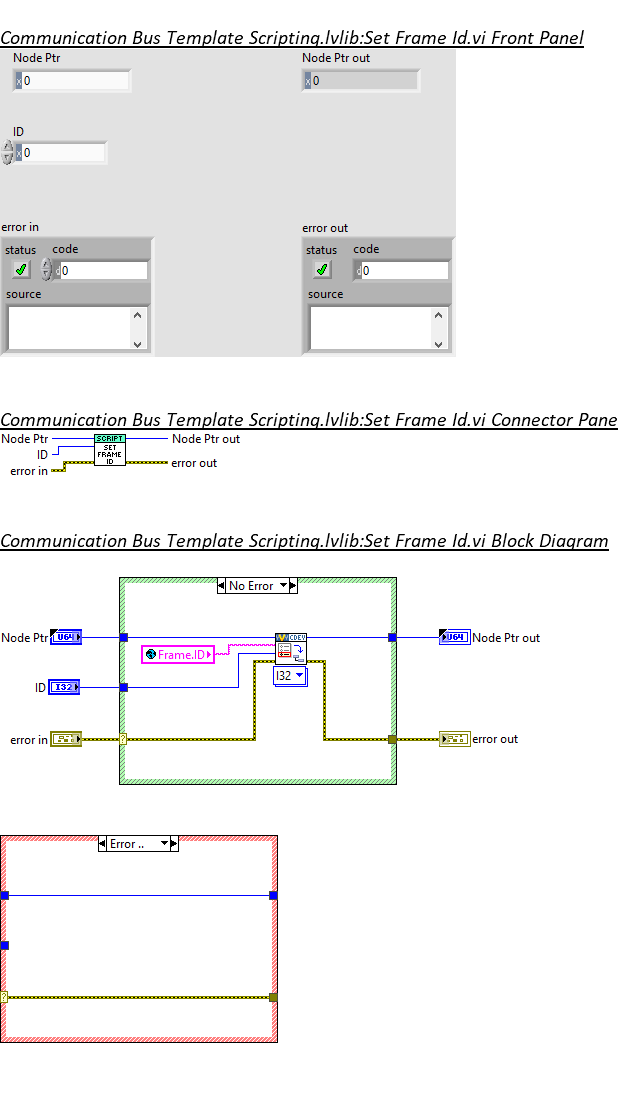 Communication Bus Template Scripting.lvlib:Set Frame Id.vi Front Panel
Node Ptr
Node Ptr out
x 0
x 0
ID
x 0
error in
error out
status code
status code
d 0
d 0
source
source
Communication Bus Template Scripting.lvlib:Set Frame Id.vi Connector Pane
Node Ptr
SCRIPT
Node Ptr out
ID
SET
FRAME
ID
error in
error out
Communication Bus Template Scripting.lvlib:Set Frame Id.vi Block Diagram
No Error
Node Ptr
U64
CDEV
U64
Node Ptr out
Frame.ID
ID
I32
I32
error in
?
error out
Error ..
?